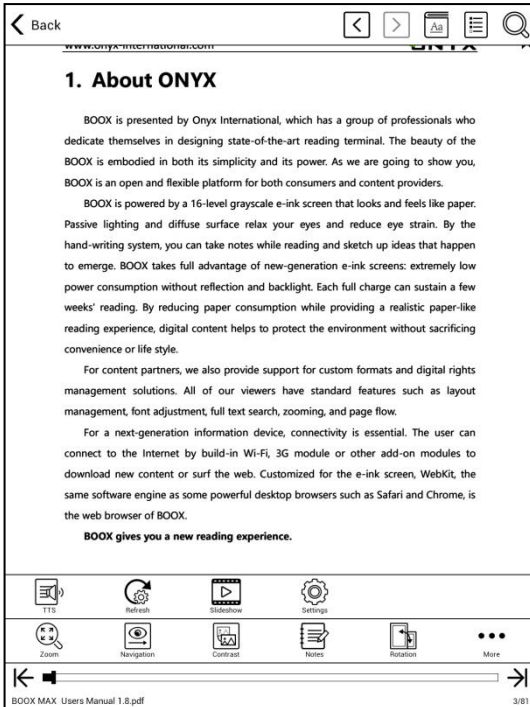 Back
Aa
www.onyx-international.com
ONYX
1. About ONYX
BOOX is presented by Onyx International, which has a group of professionals who
dedicate themselves in designing state-of-the-art reading terminal. The beauty of the
BOOX is embodied in both its simplicity and its power. As we are going to show you,
BOOX is an open and flexible platform for both consumers and content providers.
BOOX is powered by a 16-level grayscale e-ink screen that looks and feels like paper.
Passive lighting and diffuse surface relax your eyes and reduce eye strain. By the
hand-writing system, you can take notes while reading and sketch up ideas that happen
to emerge. BOOX takes full advantage of new-generation e-ink screens: extremely low
power consumption without reflection and backlight. Each full charge can sustain a few
weeks' reading. By reducing paper consumption while providing a realistic paper-like
reading experience, digital content helps to protect the environment without sacrificing
convenience or life style.
For content partners, we also provide support for custom formats and digital rights
management solutions. All of our viewers have standard features such as layout
management, font adjustment, full text search, zooming, and page flow.
For a next-generation information device, connectivity is essential. The user can
connect to the Internet by build-in Wi-Fi, 3G module or other add-on modules to
download new content or surf the web. Customized for the e-ink screen, WebKit, the
same software engine as some powerful desktop browsers such as Safari and Chrome, is
the web browser of BOOX.
BOOX gives you a new reading experience.
TTS Refresh Slideshow Settings
Zoom Navigation Contrast Notes Rotation More
BOOX MAX Users Manual 1.8.pdf 3/81